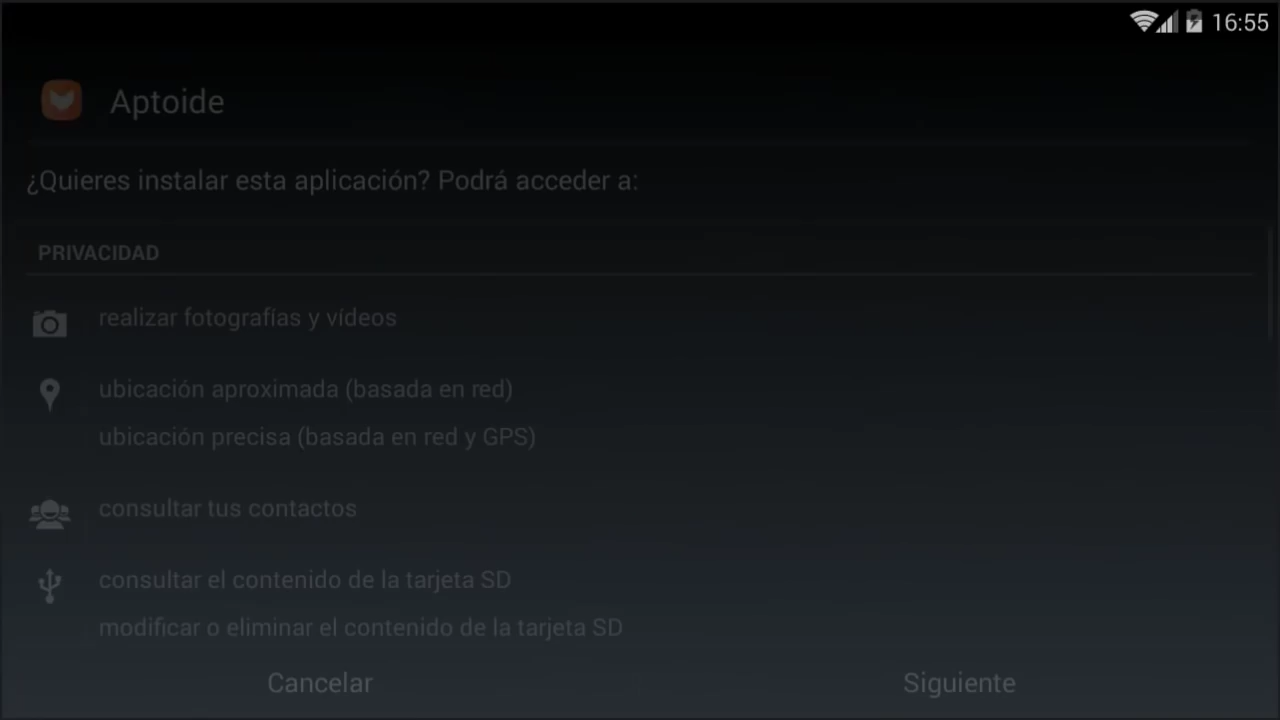 16:55
Aptoide
¿Quieres instalar esta aplicación? Podrá acceder a:
PRIVACIDAD
realizar fotografías y vídeos
ubicación aproximada (basada en red)
ubicación precisa (basada en red y GPS)
consultar tus contactos
consultar el contenido de la tarjeta SD
modificar o eliminar el contenido de la tarjeta SD
Cancelar
Siguiente